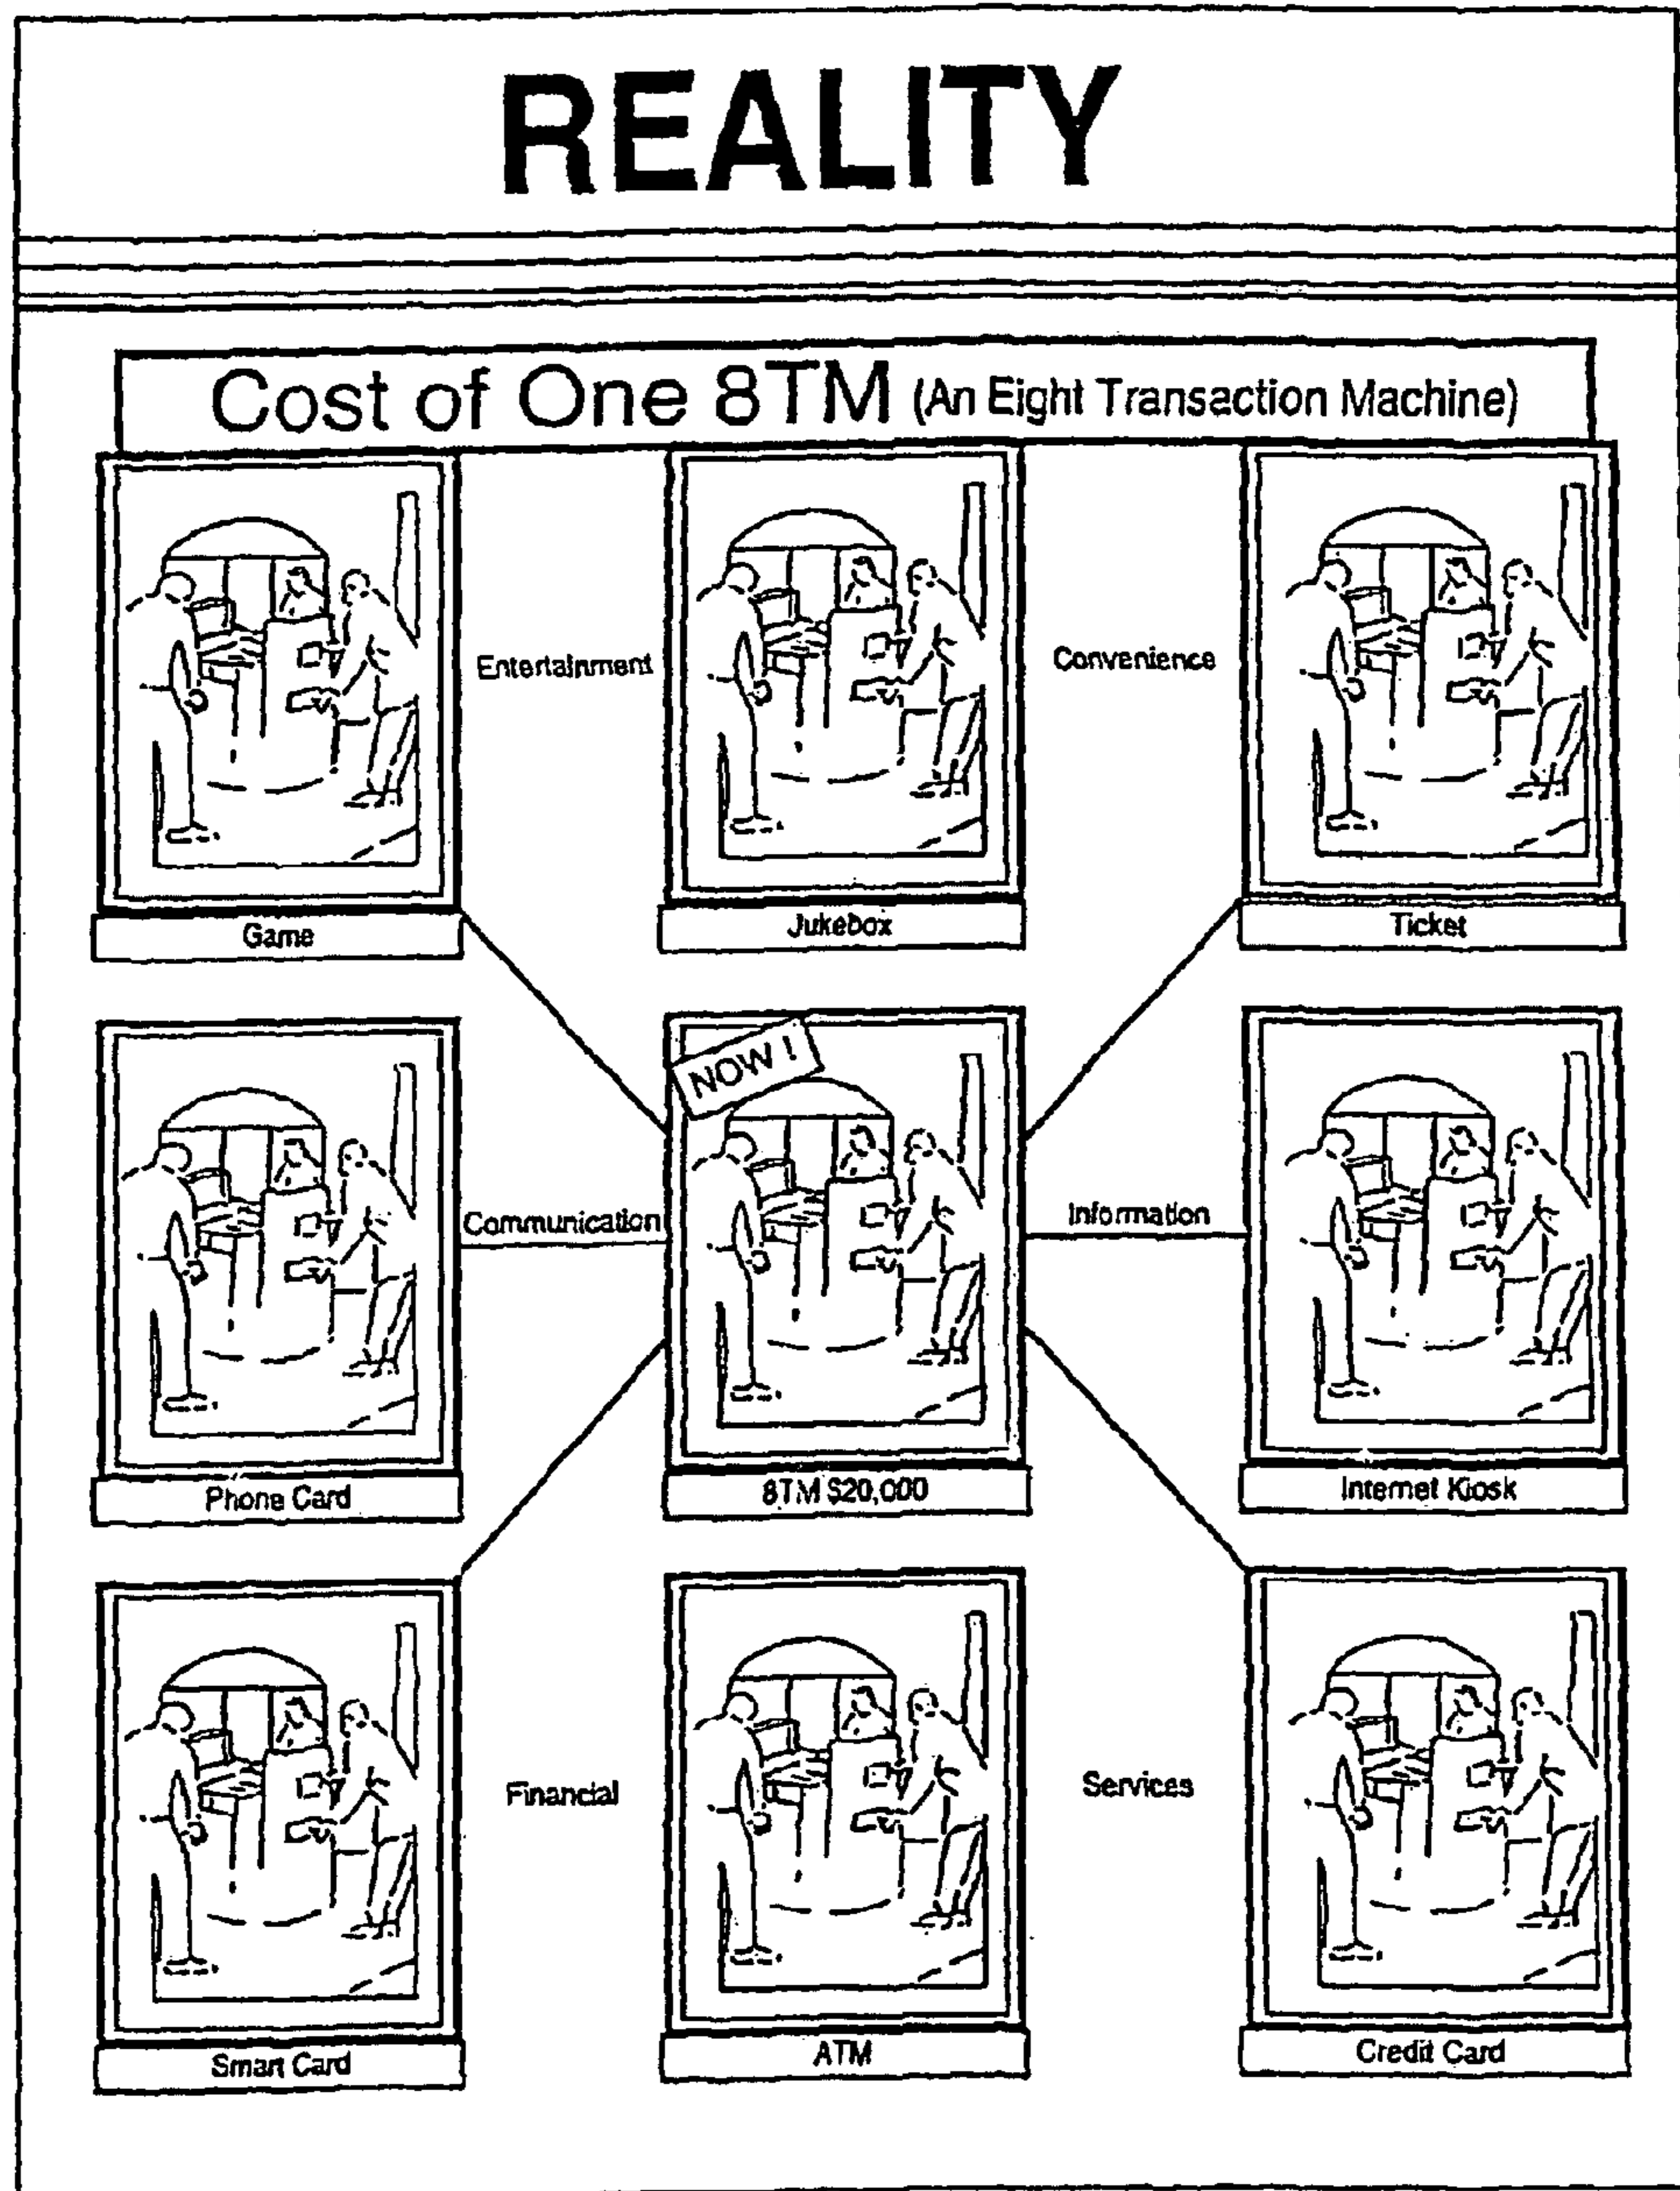 REALITY
Cost of One 8TM (An Eight Transaction Machine)
Entertainment
Convenience
Game
Jukebox
Ticket
NOW !
Communication
Information
Phone Card
8TM $20,000
Internet Kiosk
Financial
Services
Smart Card
ATM
Credit Card